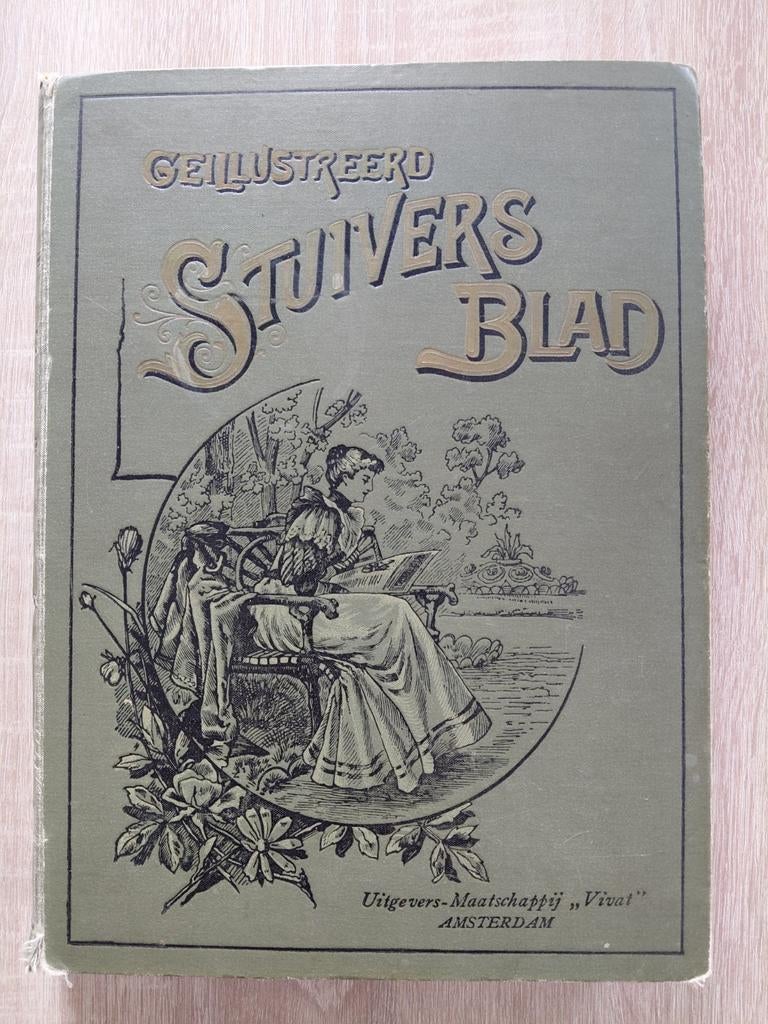 GEILLUSTREERD
STUIVERS
BLAD
Uitgevers-Maatschappij „Vivat”
AMSTERDAM